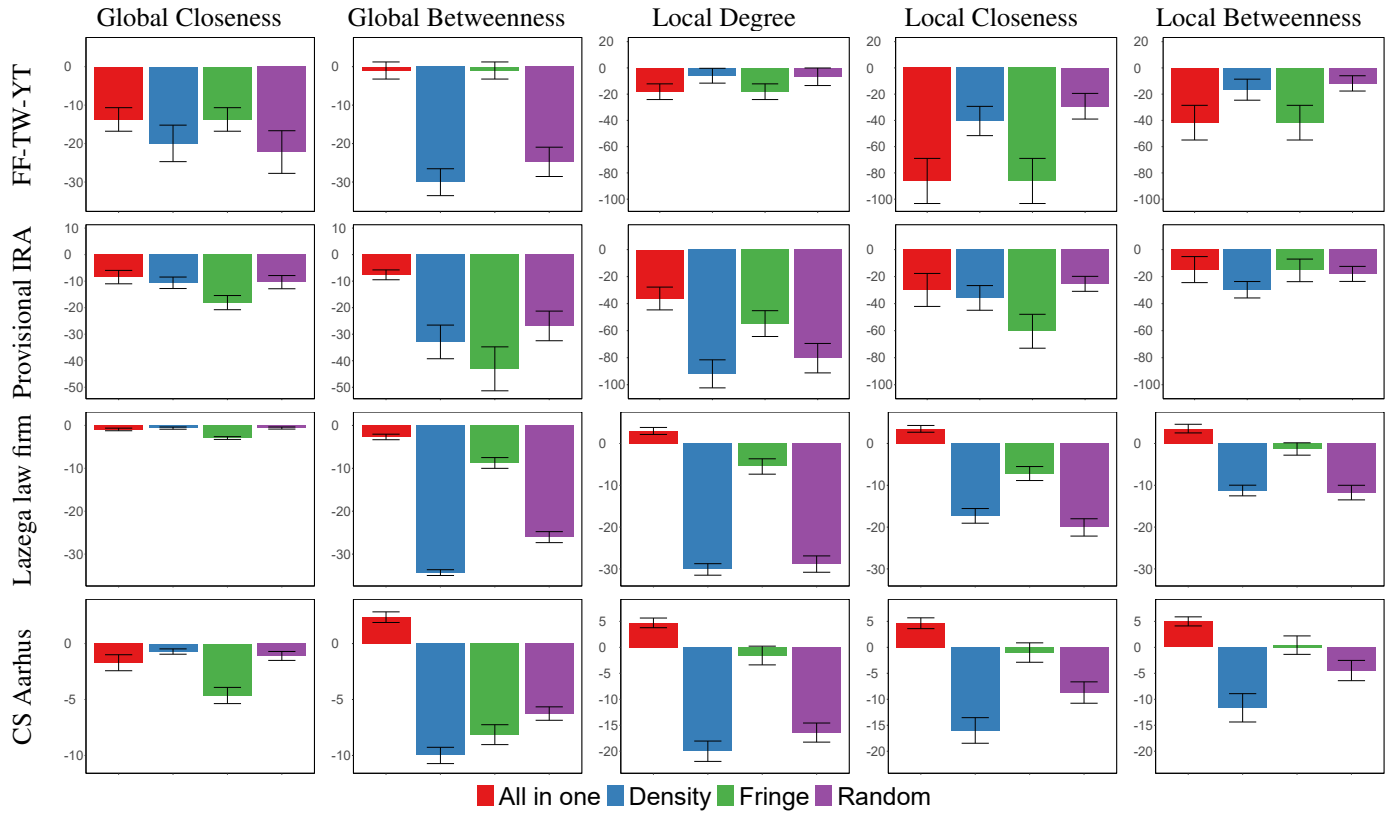 Global Closeness Global Betweenness Local Degree Local Closeness Local Betweenness
FF-TW-YT
0 -10 -20 -30
0 -10 -20 -30
20 0 -20 -40 -60 -80 -100
20 0 -20 -40 -60 -80 -100
20 0 -20 -40 -60 -80 -100
Provisional IRA
10 0 -10 -20 -30 -40 -50
10 0 -10 -20 -30 -40 -50
0 -20 -40 -60 -80 -100
0 -20 -40 -60 -80 -100
0 -20 -40 -60 -80 -100
Lazega law firm
0 -10 -20 -30
0 -10 -20 -30
0 -10 -20 -30
0 -10 -20 -30
0 -10 -20 -30
CS Aarhus
0 -5 -10
0 -5 -10
5 0 -5 -10 -15 -20
5 0 -5 -10 -15 -20
5 0 -5 -10 -15 -20
All in one Density Fringe Random